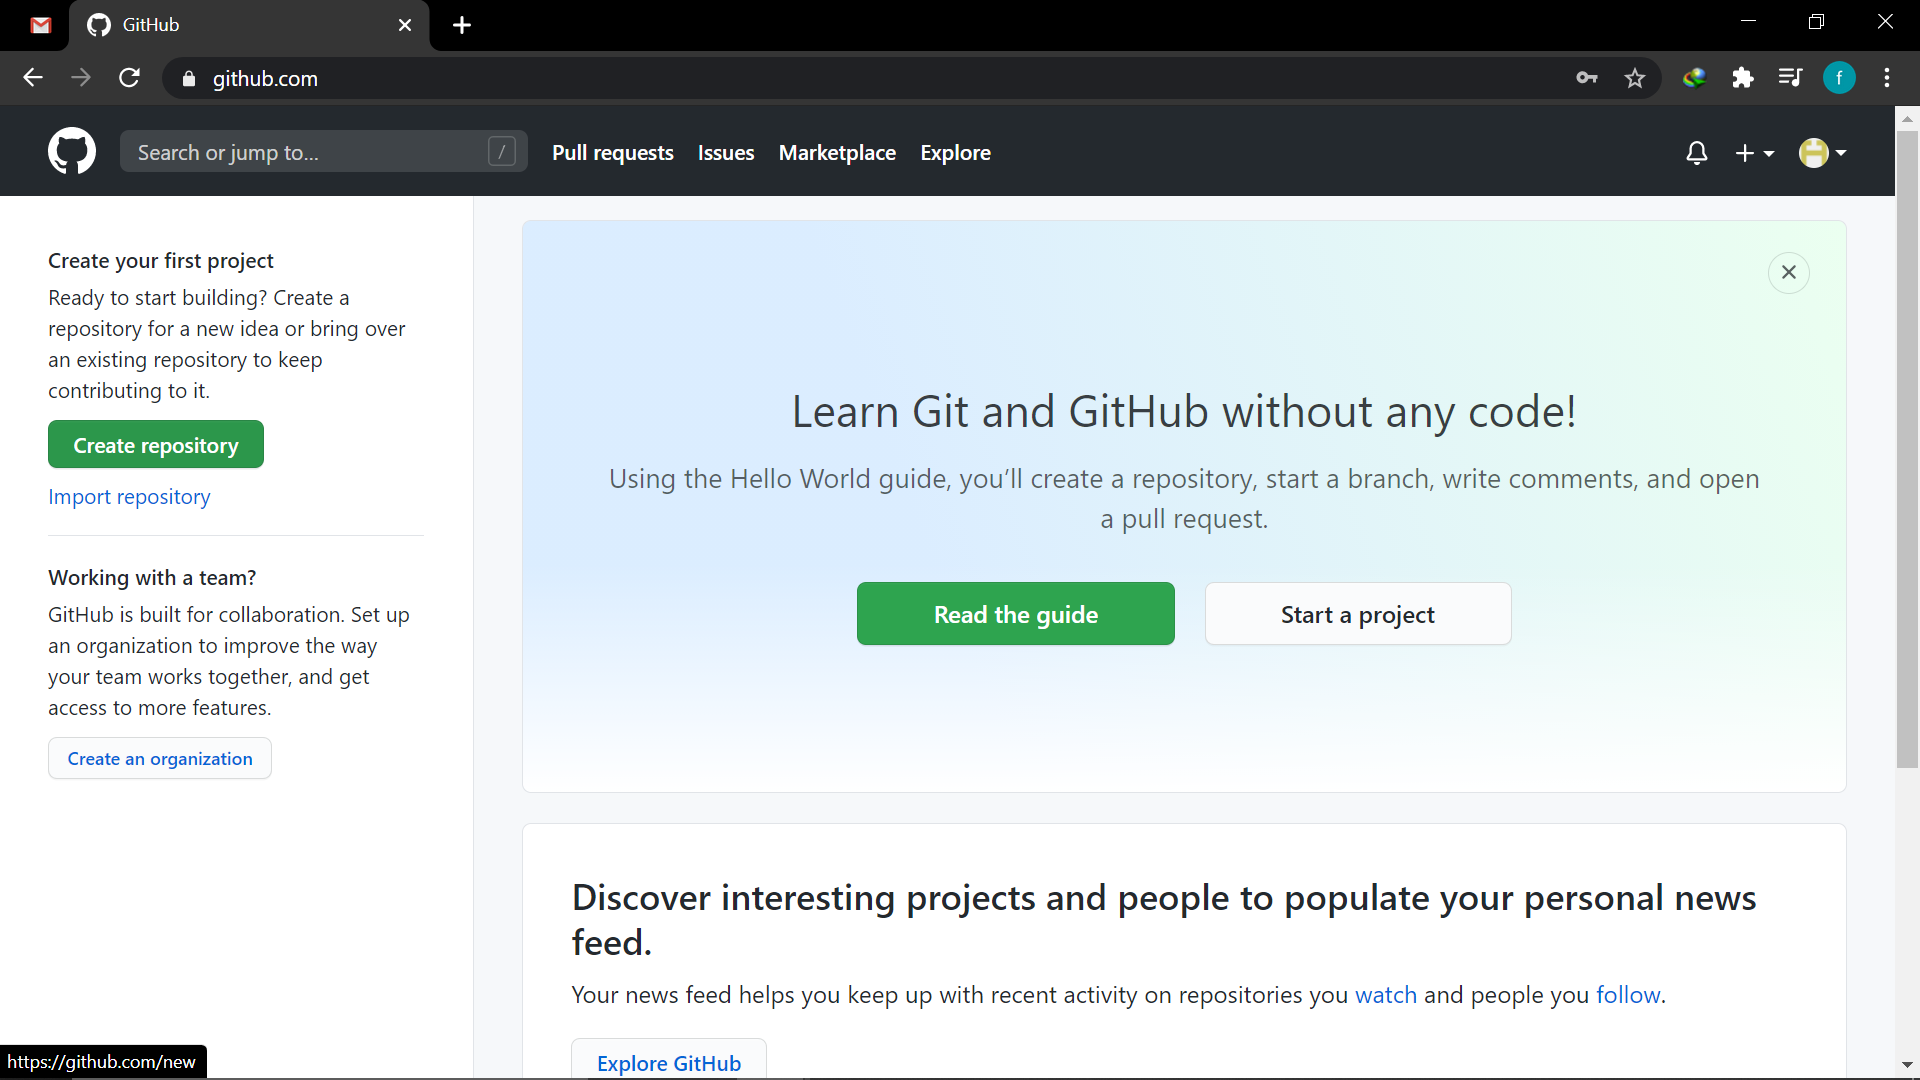 GitHub
github.com
f
Search or jump to... /
Pull requests Issues Marketplace Explore
Create your first project
Ready to start building? Create a
repository for a new idea or bring over
an existing repository to keep
contributing to it.
Create repository
Import repository
Working with a team?
GitHub is built for collaboration. Set up
an organization to improve the way
your team works together, and get
access to more features.
Create an organization
Learn Git and GitHub without any code!
Using the Hello World guide, you’ll create a repository, start a branch, write comments, and open
a pull request.
Read the guide
Start a project
Discover interesting projects and people to populate your personal news
feed.
Your news feed helps you keep up with recent activity on repositories you watch and people you follow.
Explore GitHub
https://github.com/new